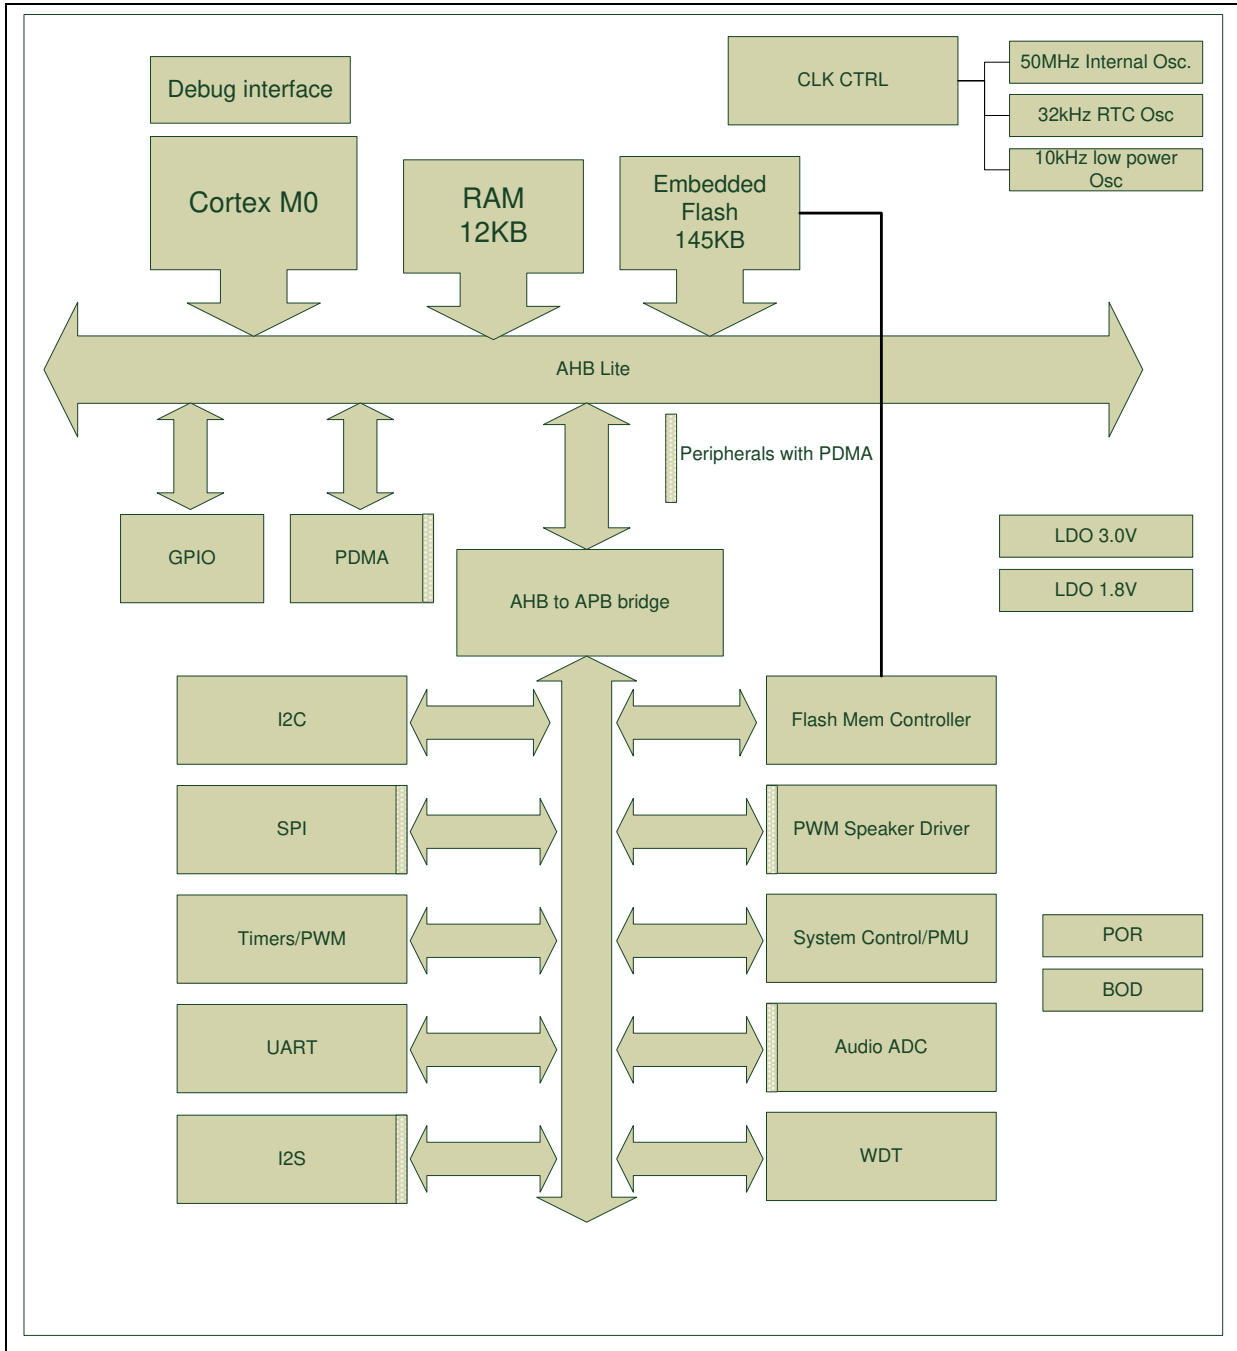 Debug interface
CLK CTRL
50MHz Internal Osc.
32kHz RTC Osc
10kHz low power
Osc
Cortex M0
RAM
12KB
Embedded
Flash
145KB
AHB Lite
Peripherals with PDMA
GPIO
PDMA
LDO 3.0V
LDO 1.8V
AHB to APB bridge
I2C
Flash Mem Controller
SPI
PWM Speaker Driver
Timers/PWM
System Control/PMU
POR
BOD
UART
Audio ADC
I2S
WDT